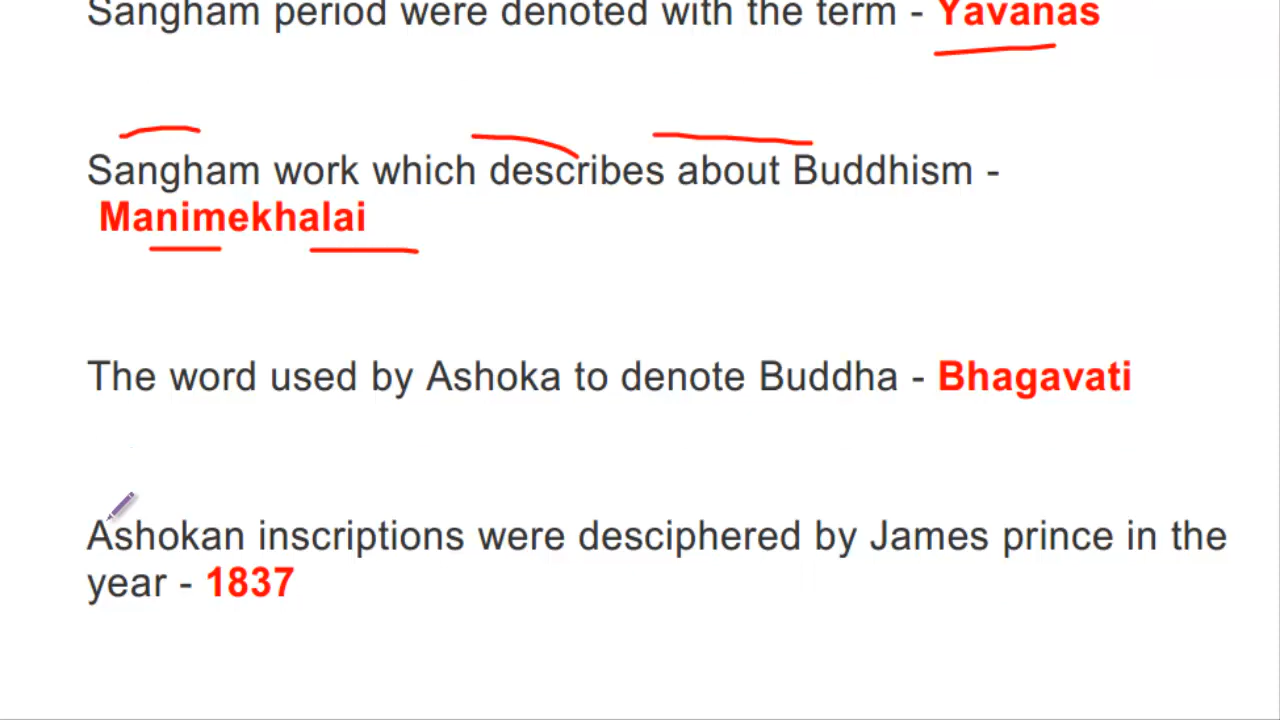 Sangham period were denoted with the term - Yavanas
Sangham work which describes about Buddhism -
Manimekhalai
The word used by Ashoka to denote Buddha - Bhagavati
Ashokan inscriptions were desciphered by James prince in the
year - 1837